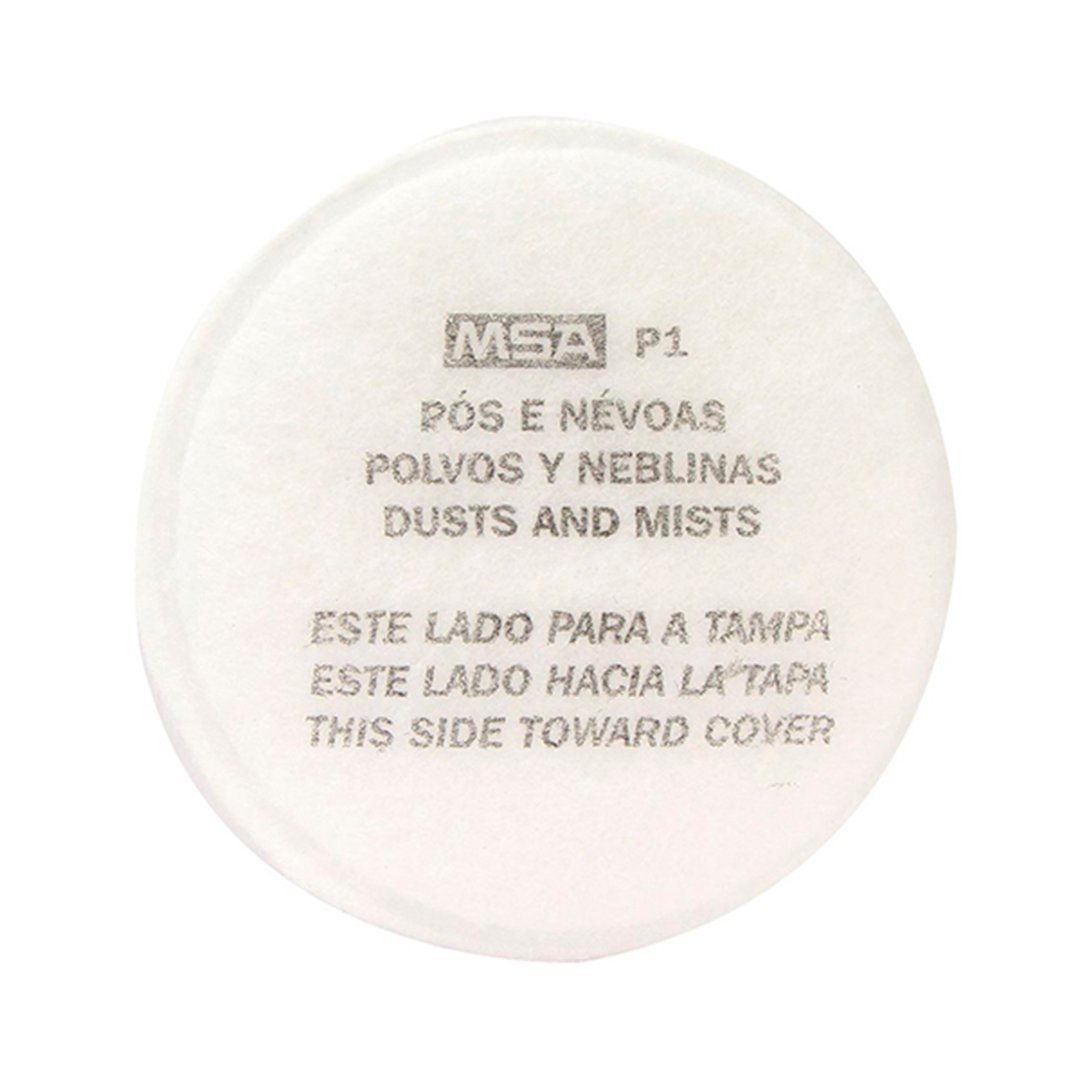 MSA P1
PÓS E NÉVOAS
POLVOS Y NEBLINAS
DUSTS AND MISTS
ESTE LADO PARA A TAMPA
ESTE LADO HACIA LA TAPA
THIS SIDE TOWARD COVER